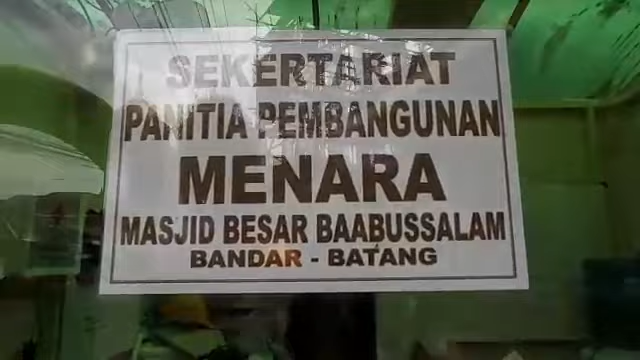 SEKERTARIAT
PANITIA PEMBANGUNAN
MENARA
MASJID BESAR BAABUSSALAM
BANDAR - BATANG